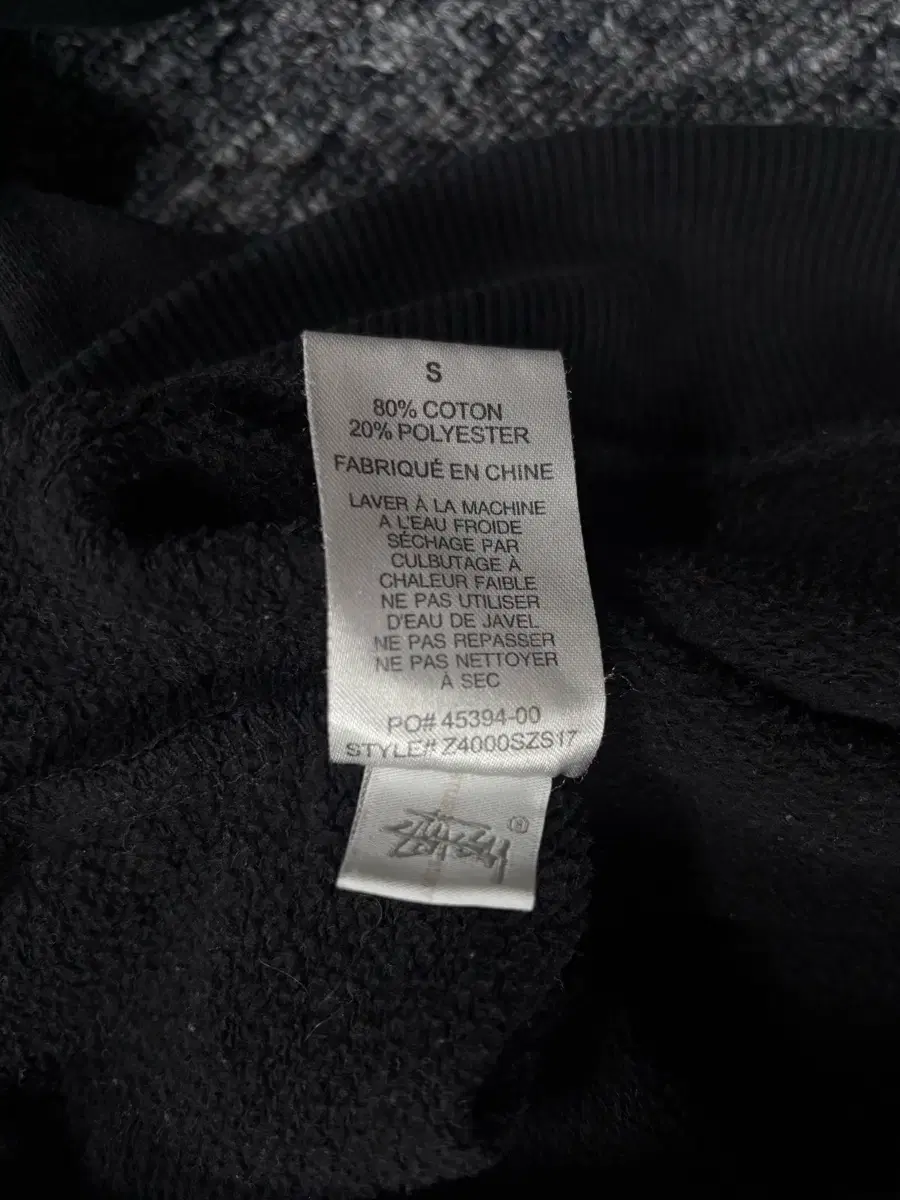 S
80% COTON
20% POLYESTER
FABRIQUÉ EN CHINE
LAVER À LA MACHINE
A L'EAU FROIDE
SÉCHAGE PAR
CULBUTAGE À
CHALEUR FAIBLE
NE PAS UTILISER
D'EAU DE JAVEL
NE PAS REPASSER
NE PAS NETTOYER
À SEC
PO# 45394-00
STYLE# Z4000SZS17
Stüssy ®